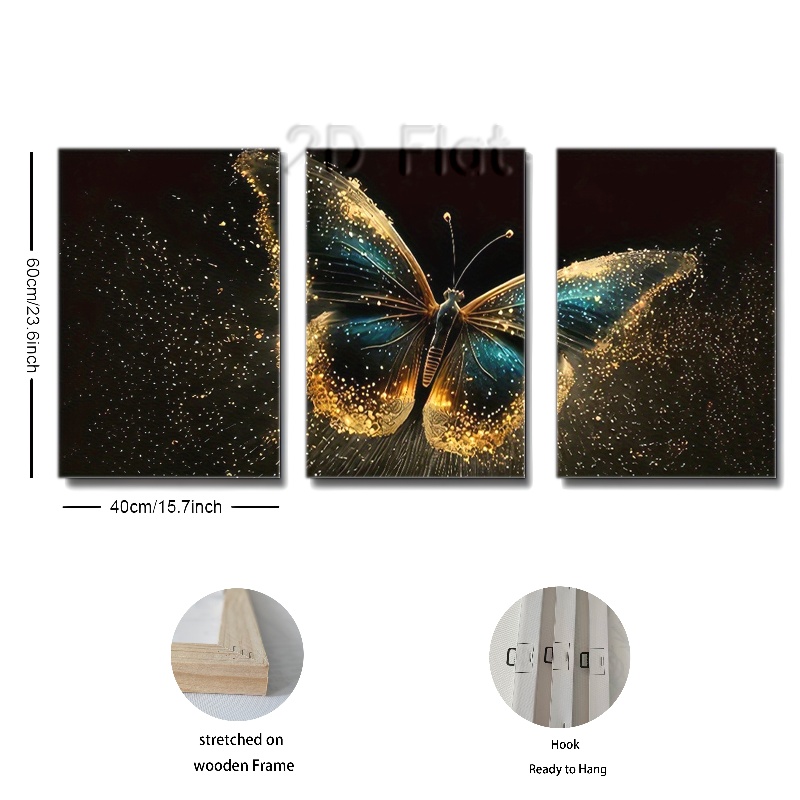 2D Flat
60cm/23.6inch
40cm/15.7inch
stretched on
wooden Frame
Hook
Ready to Hang